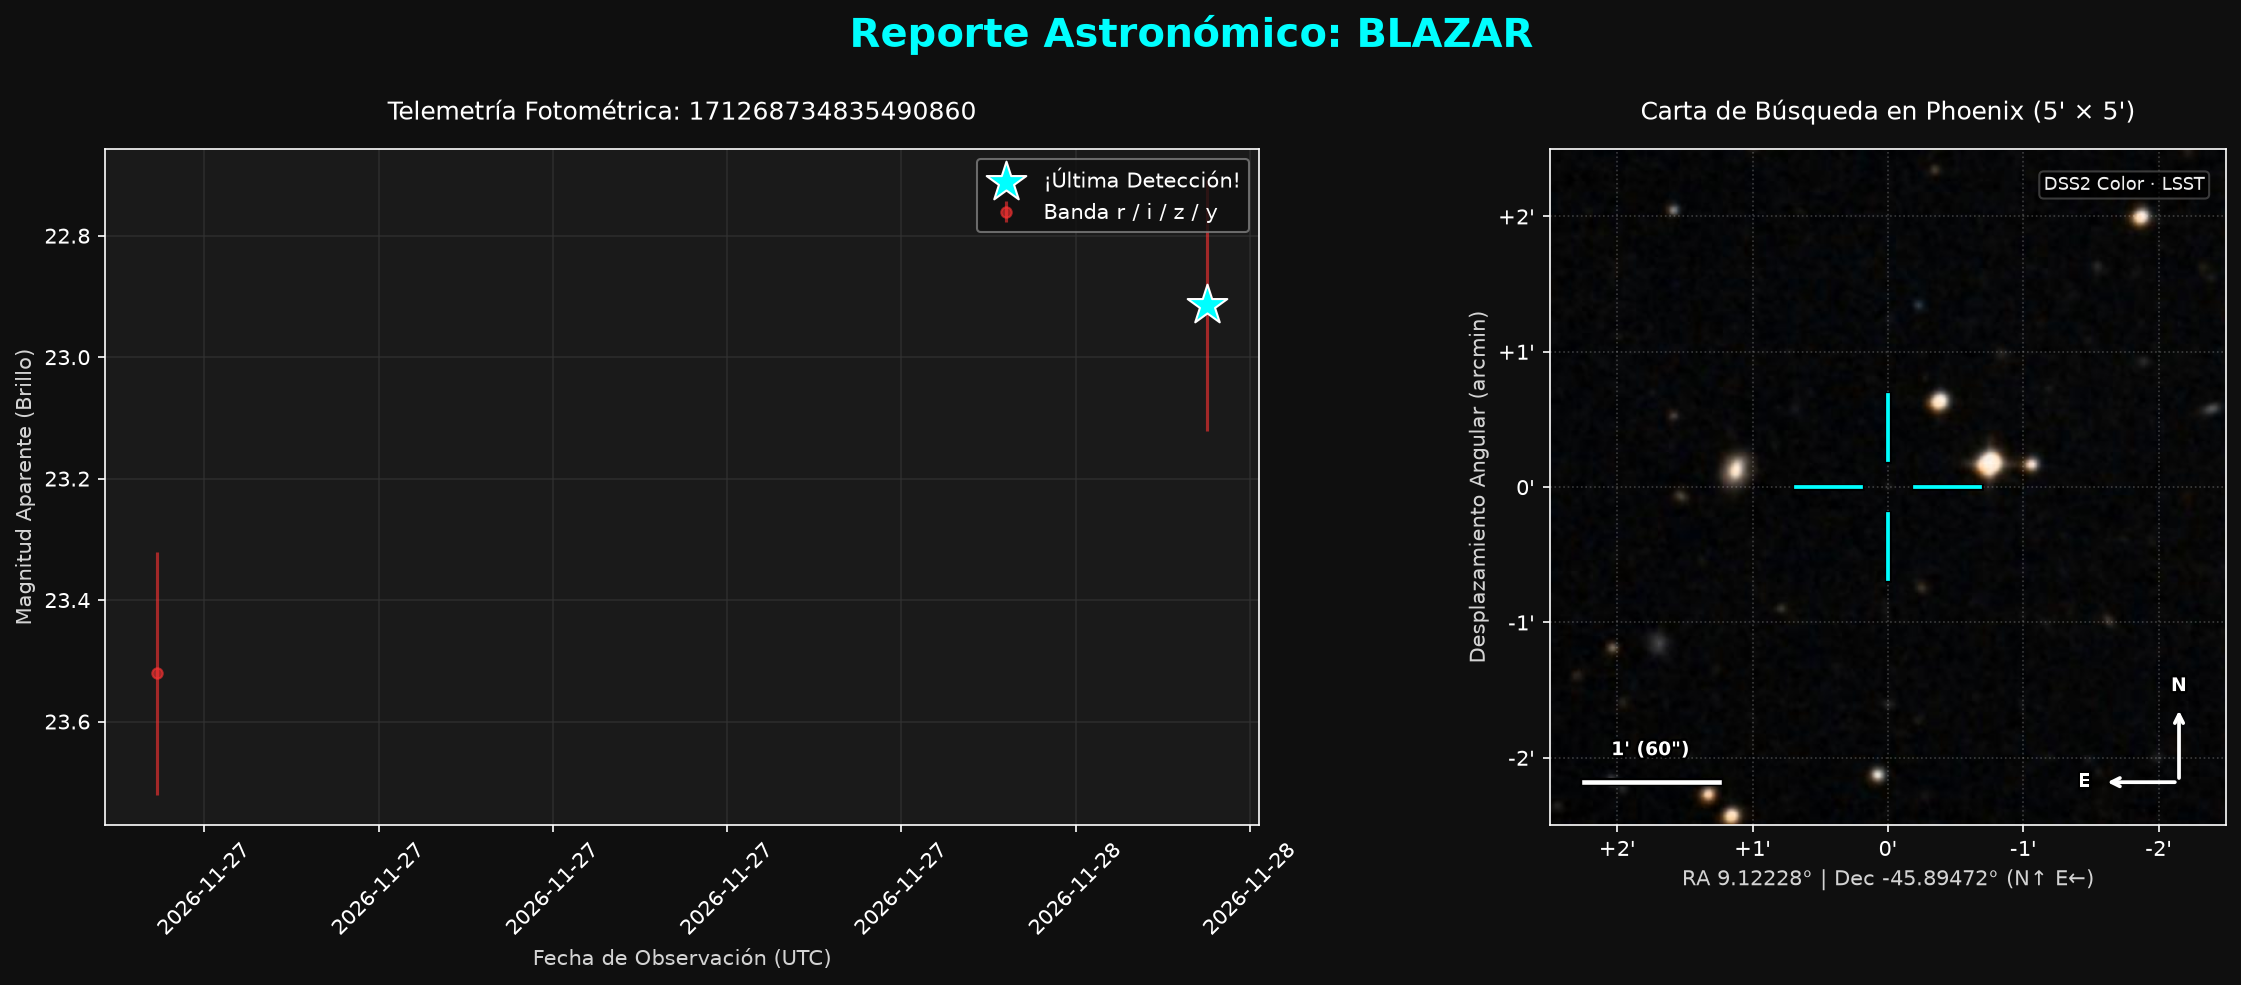 Reporte Astronómico: BLAZAR
Telemetría Fotométrica: 171268734835490860
¡Última Detección!
Banda r / i / z / y
Magnitud Aparente (Brillo)
22.8
23.0
23.2
23.4
23.6
2026-11-27
2026-11-27
2026-11-27
2026-11-27
2026-11-27
2026-11-28
2026-11-28
Fecha de Observación (UTC)
Carta de Búsqueda en Phoenix (5' × 5')
DSS2 Color · LSST
Desplazamiento Angular (arcmin)
+2'
+1'
0'
-1'
-2'
N
E
1' (60")
+2'
+1'
0'
-1'
-2'
RA 9.12228° | Dec -45.89472° (N↑ E←)